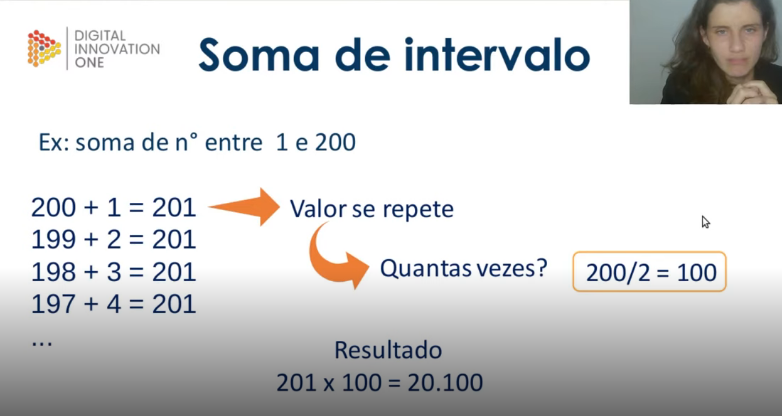 DIGITAL
INNOVATION
ONE
Soma de intervalo
Ex: soma de n° entre 1 e 200
200 + 1 = 201
Valor se repete
199 + 2 = 201
198 + 3 = 201
Quantas vezes?
200/2 = 100
197 + 4 = 201
...
Resultado
201 x 100 = 20.100